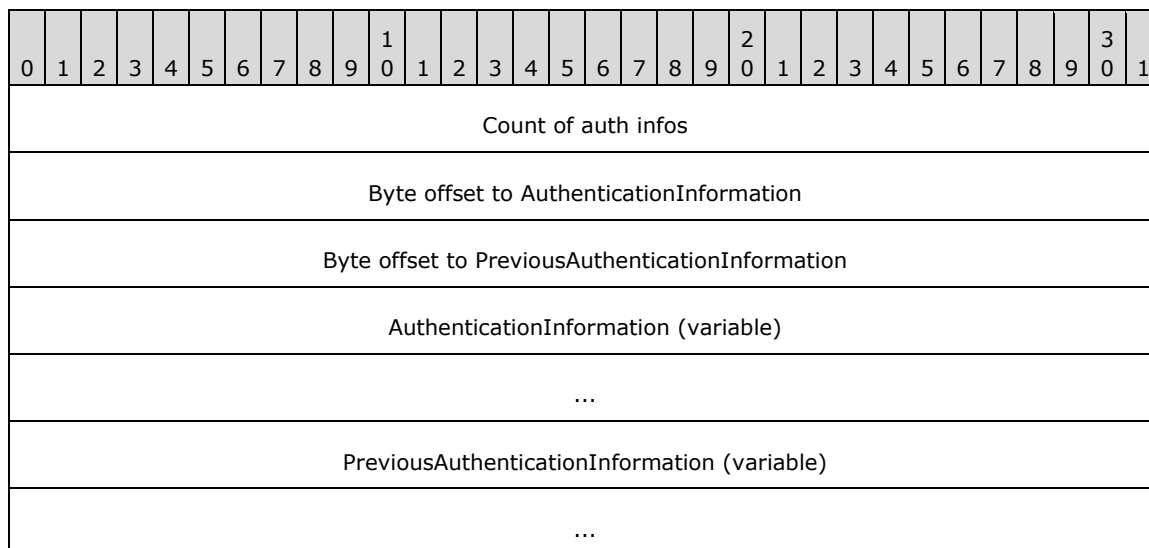 1 2 3
0 1 2 3 4 5 6 7 8 9 0 1 2 3 4 5 6 7 8 9 0 1 2 3 4 5 6 7 8 9 0 1
Count of auth infos
Byte offset to AuthenticationInformation
Byte offset to PreviousAuthenticationInformation
AuthenticationInformation (variable)
...
PreviousAuthenticationInformation (variable)
...